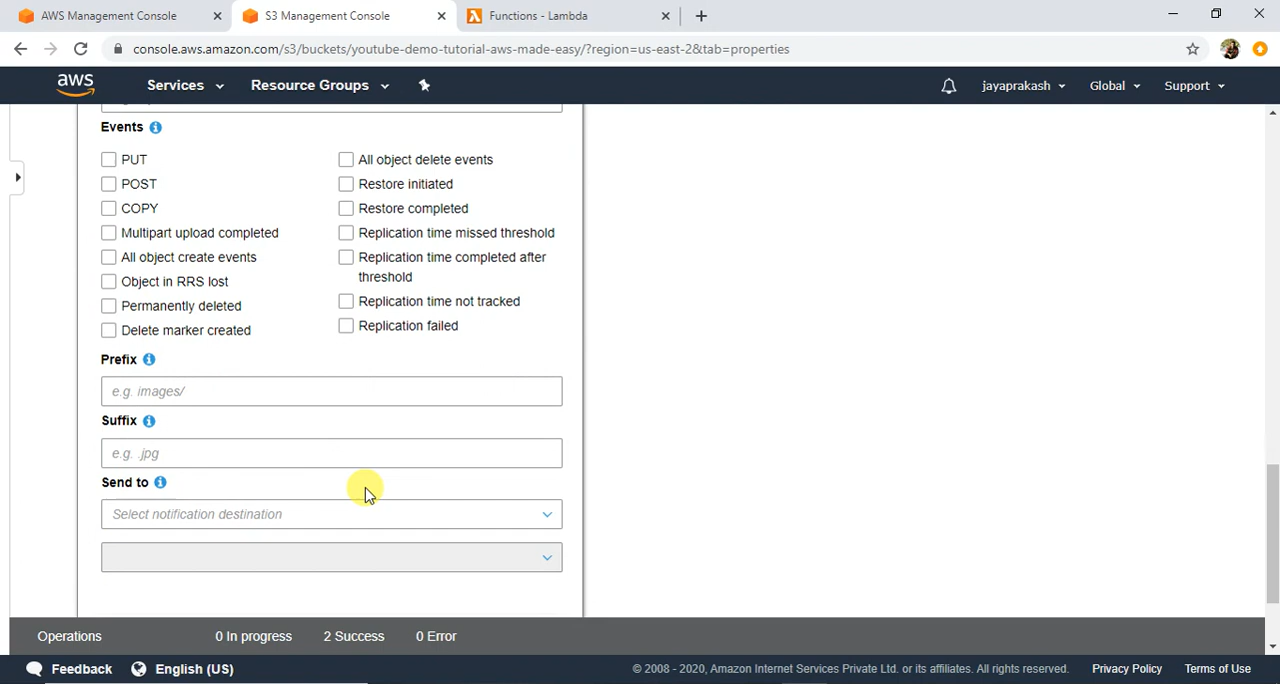 AWS Management Console
S3 Management Console
Functions - Lambda
console.aws.amazon.com/s3/buckets/youtube-demo-tutorial-aws-made-easy/?region=us-east-2&tab=properties
aws Services Resource Groups jayaprakash Global Support
Events
PUT
POST
COPY
Multipart upload completed
All object create events
Object in RRS lost
Permanently deleted
Delete marker created
All object delete events
Restore initiated
Restore completed
Replication time missed threshold
Replication time completed after
threshold
Replication time not tracked
Replication failed
Prefix
e.g. images/
Suffix
e.g. .jpg
Send to
Select notification destination
Operations 0 In progress 2 Success 0 Error
Feedback English (US) © 2008 - 2020, Amazon Internet Services Private Ltd. or its affiliates. All rights reserved. Privacy Policy Terms of Use